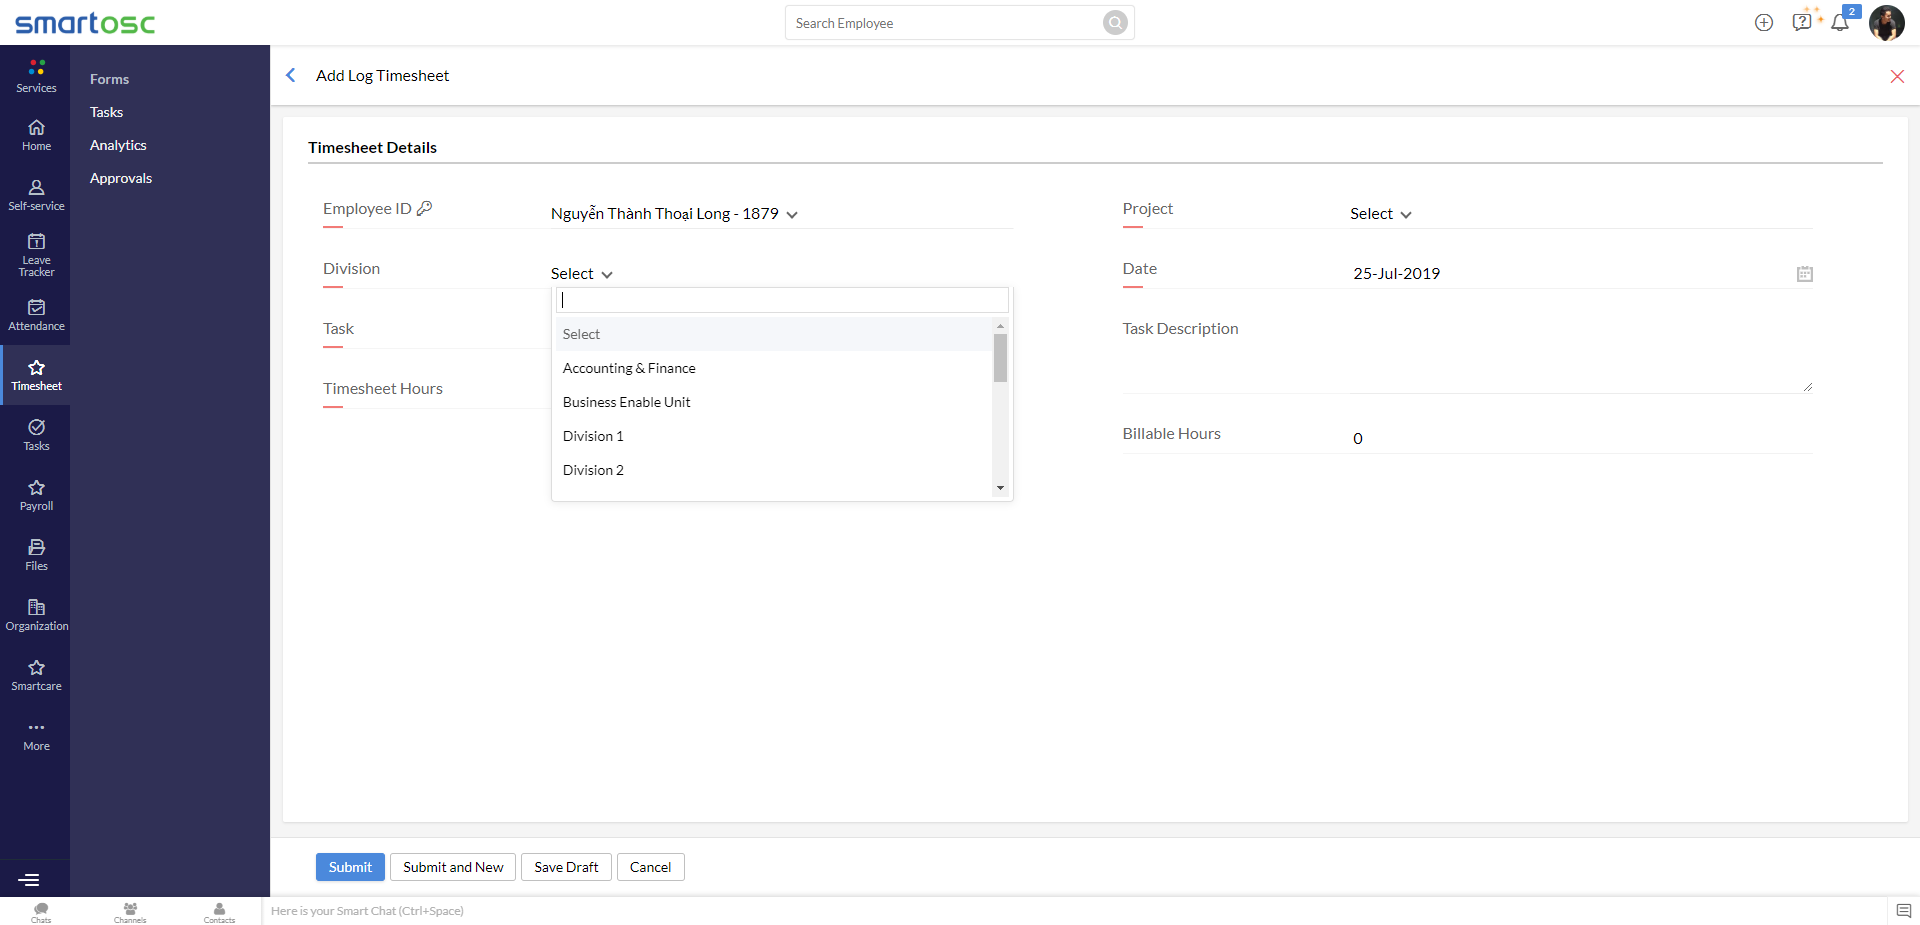 smartosc
Search Employee
2
Services
Home
Self-service
Leave
Tracker
Attendance
Timesheet
Tasks
Payroll
Files
Organization
Smartcare
More
Forms
Tasks
Analytics
Approvals
Add Log Timesheet
Timesheet Details
Employee ID
Nguyễn Thành Thoại Long - 1879
Project
Select
Division
Select
Date
25-Jul-2019
Task
Task Description
Timesheet Hours
Billable Hours
0
Select
Accounting & Finance
Business Enable Unit
Division 1
Division 2
Submit
Submit and New
Save Draft
Cancel
Chats
Channels
Contacts
Here is your Smart Chat (Ctrl+Space)